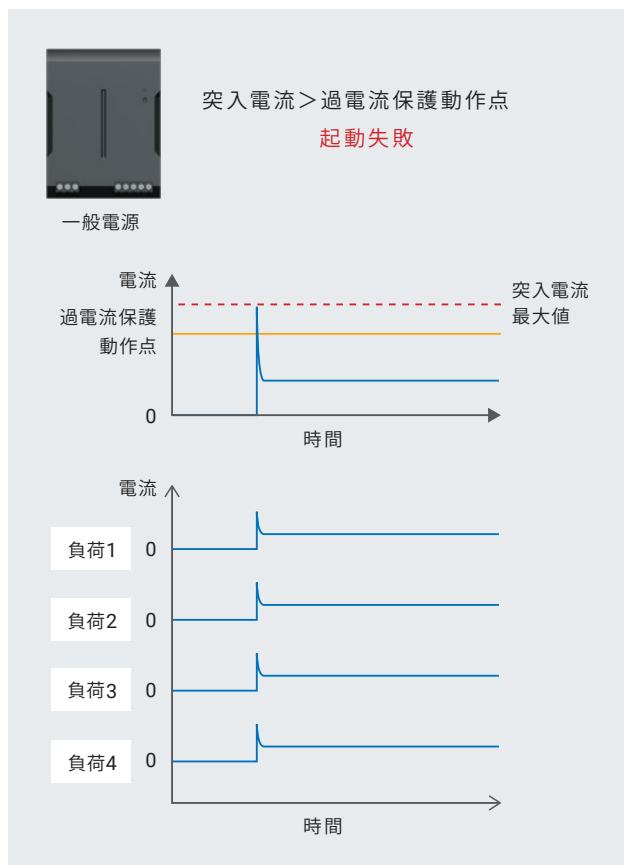 突入電流＞過電流保護動作点
起動失敗
一般電源
電流
過電流保護
動作点
突入電流
最大値
0
時間
電流
負荷1 0
負荷2 0
負荷3 0
負荷4 0
時間